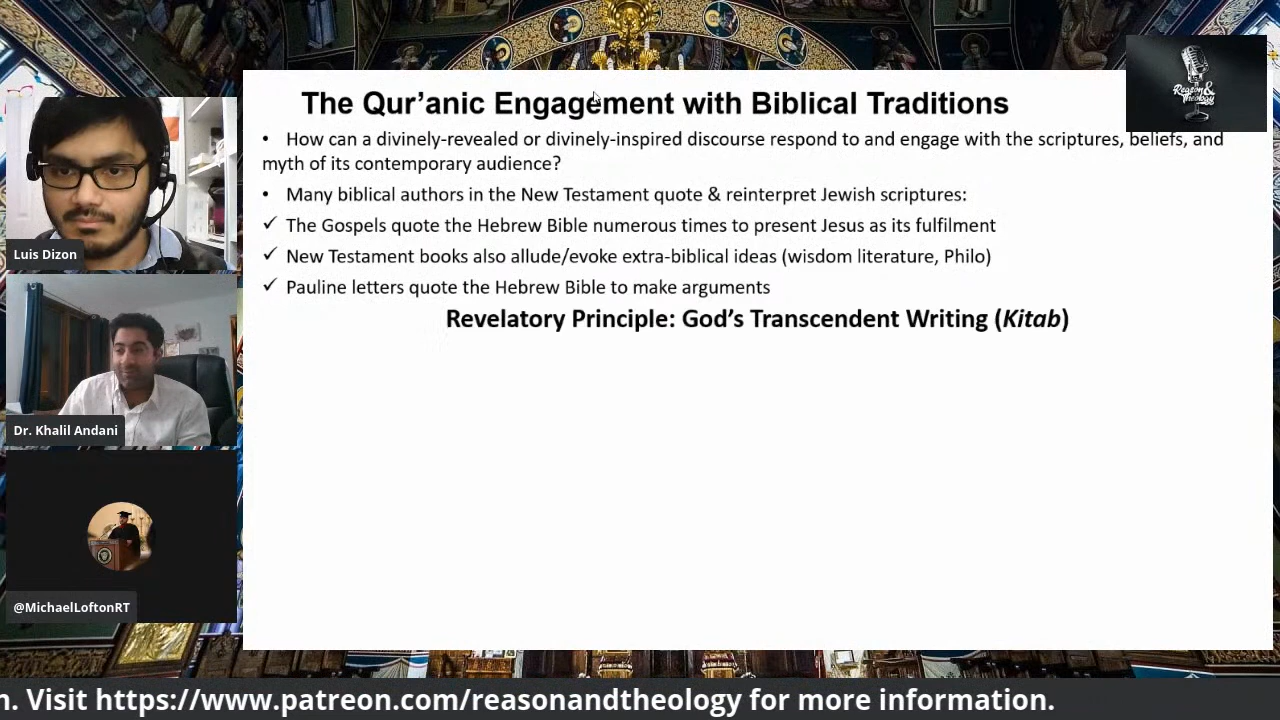 The Qur’anic Engagement with Biblical Traditions
• How can a divinely-revealed or divinely-inspired discourse respond to and engage with the scriptures, beliefs, and
myth of its contemporary audience?
• Many biblical authors in the New Testament quote & reinterpret Jewish scriptures:
✓ The Gospels quote the Hebrew Bible numerous times to present Jesus as its fulfilment
✓ New Testament books also allude/evoke extra-biblical ideas (wisdom literature, Philo)
✓ Pauline letters quote the Hebrew Bible to make arguments
Revelatory Principle: God’s Transcendent Writing (Kitab)
Reason&
Theology
Luis Dizon
Dr. Khalil Andani
@MichaelLoftonRT
n. Visit https://www.patreon.com/reasonandtheology for more information.